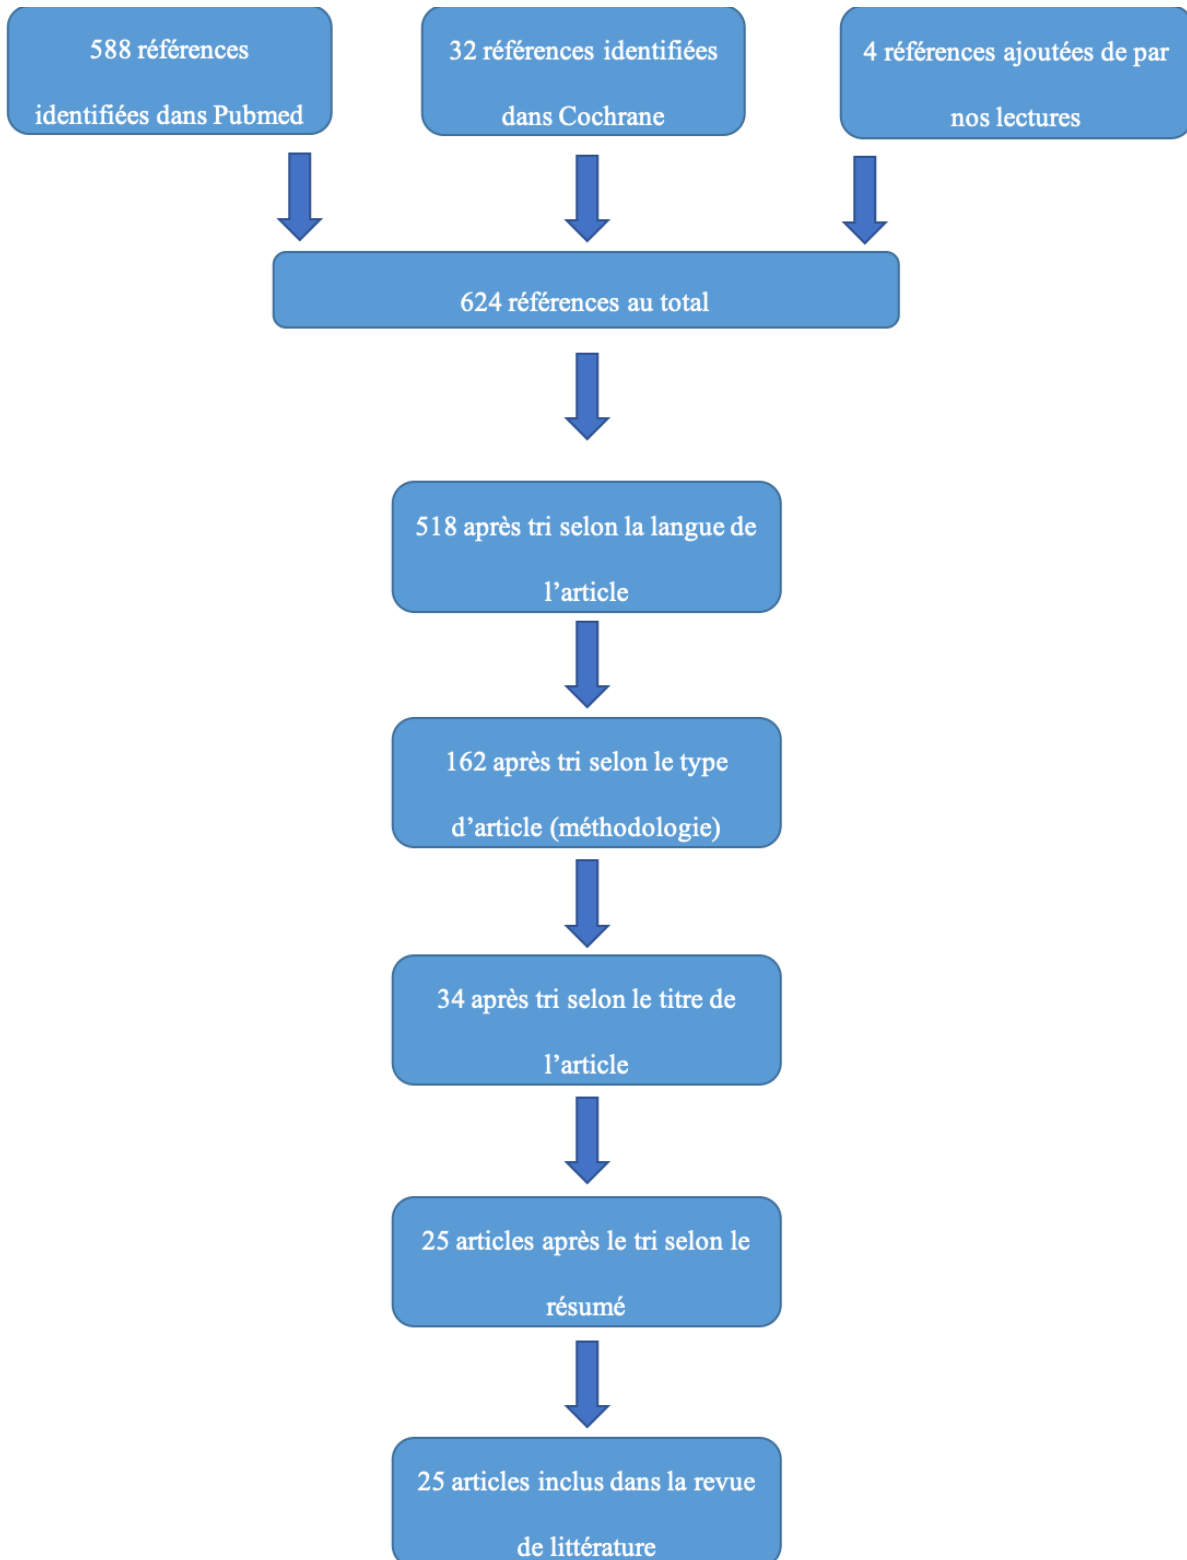 588 références
identifiées dans Pubmed
32 références identifiées
dans Cochrane
4 références ajoutées de par
nos lectures
624 références au total
518 après tri selon la langue de
l’article
162 après tri selon le type
d’article (méthodologie)
34 après tri selon le titre de
l’article
25 articles après le tri selon le
résumé
25 articles inclus dans la revue
de littérature